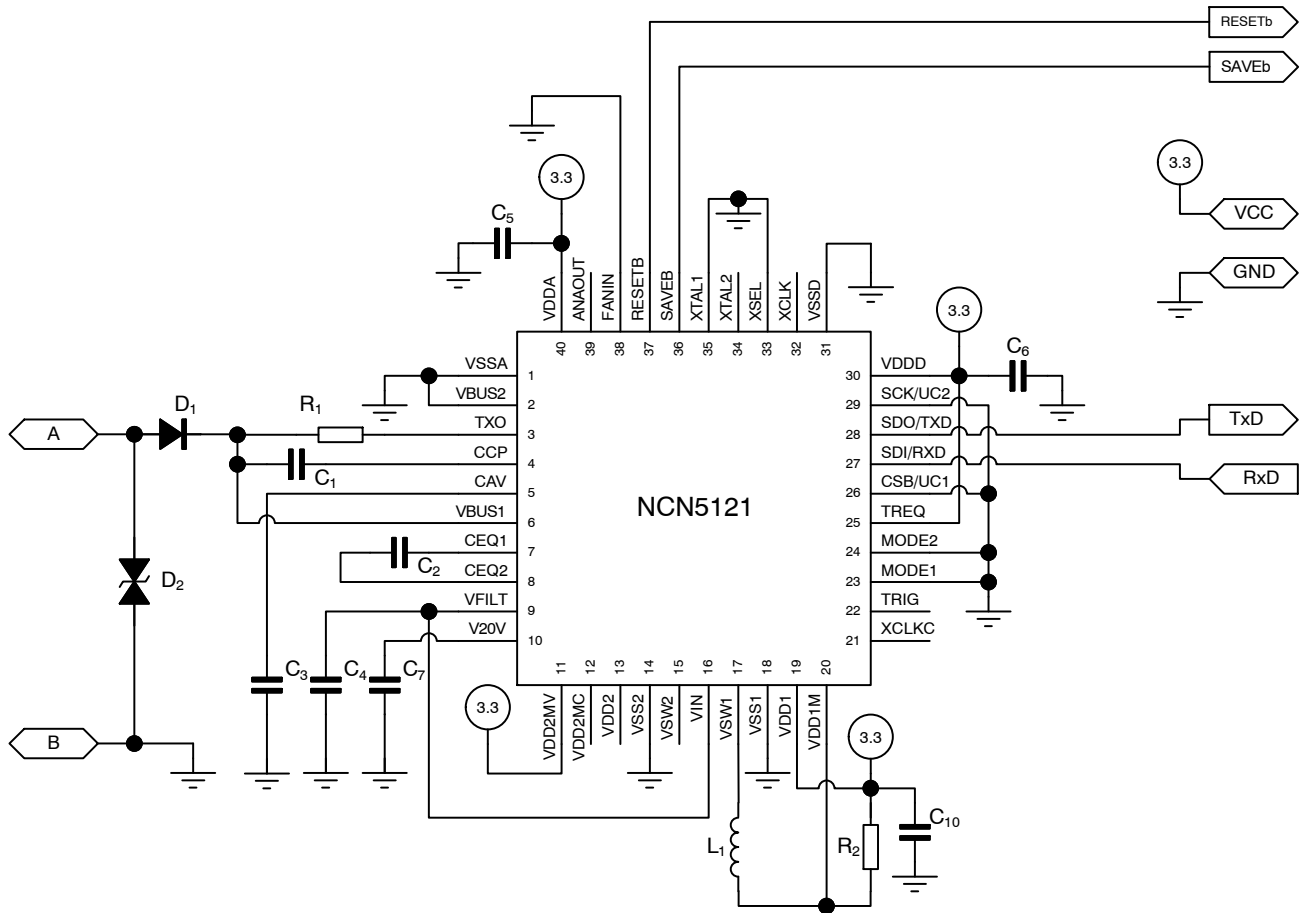 RESETb
SAVEb
3.3
3.3
VCC
C5
GND
VDDA
ANAOUT
FANIN
RESETB
SAVEB
XTAL1
XTAL2
XSEL
XCLK
VSSD
3.3
40
39
38
37
36
35
34
33
32
31
VSSA
1
30
VDDD
C6
VBUS2
2
29
SCK/UC2
A
D1
R1
TXO
3
28
SDO/TXD
TxD
CCP
4
27
SDI/RXD
RxD
C1
CAV
5
26
CSB/UC1
NCN5121
VBUS1
6
25
TREQ
CEQ1
7
24
MODE2
C2
D2
CEQ2
8
23
MODE1
VFILT
9
22
TRIG
V20V
10
21
XCLKC
C3
C4
C7
11
12
13
14
15
16
17
18
19
20
3.3
VDD2MV
VDD2MC
VDD2
VSS2
VSW2
VIN
VSW1
VSS1
VDD1
VDD1M
3.3
B
L1
R2
C10